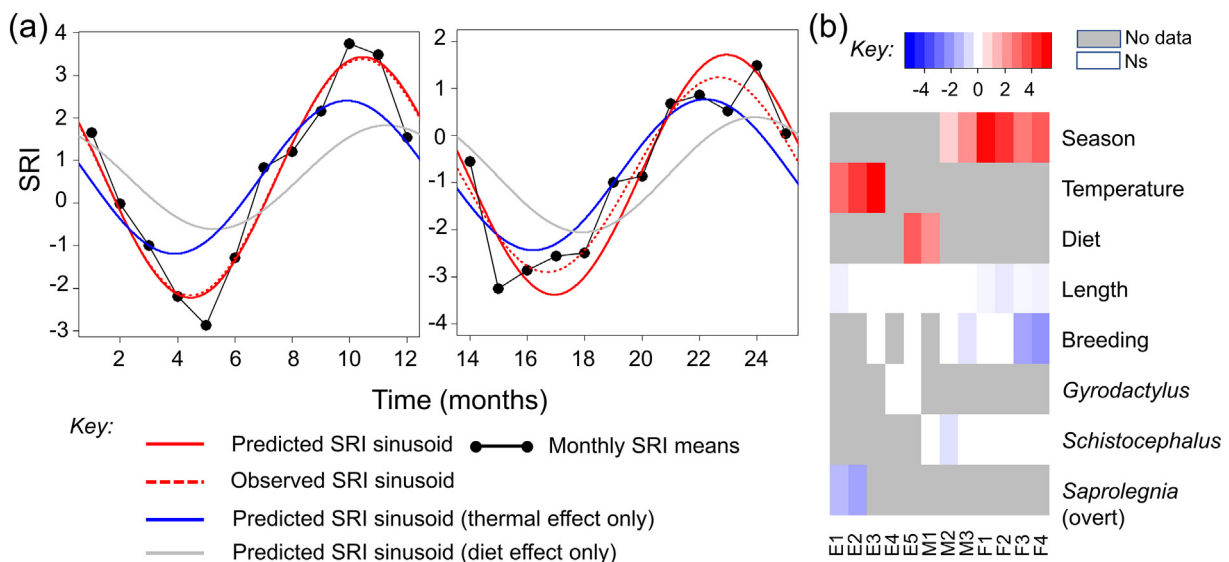 (a)
4
3
2
1
0
-1
-2
-3
SRI
2 4 6 8 10 12
2
1
0
-1
-2
-4
14 16 18 20 22 24
Time (months)
Key:
Predicted SRI sinusoid
Monthly SRI means
Observed SRI sinusoid
Predicted SRI sinusoid (thermal effect only)
Predicted SRI sinusoid (diet effect only)
(b)
Key:
-4 -2 0 2 4
No data
Ns
Season
Temperature
Diet
Length
Breeding
Gyrodactylus
Schistocephalus
Saprolegnia
(overt)
E1 E2 E3 E4 E5 M1 M2 M3 F1 F2 F3 F4